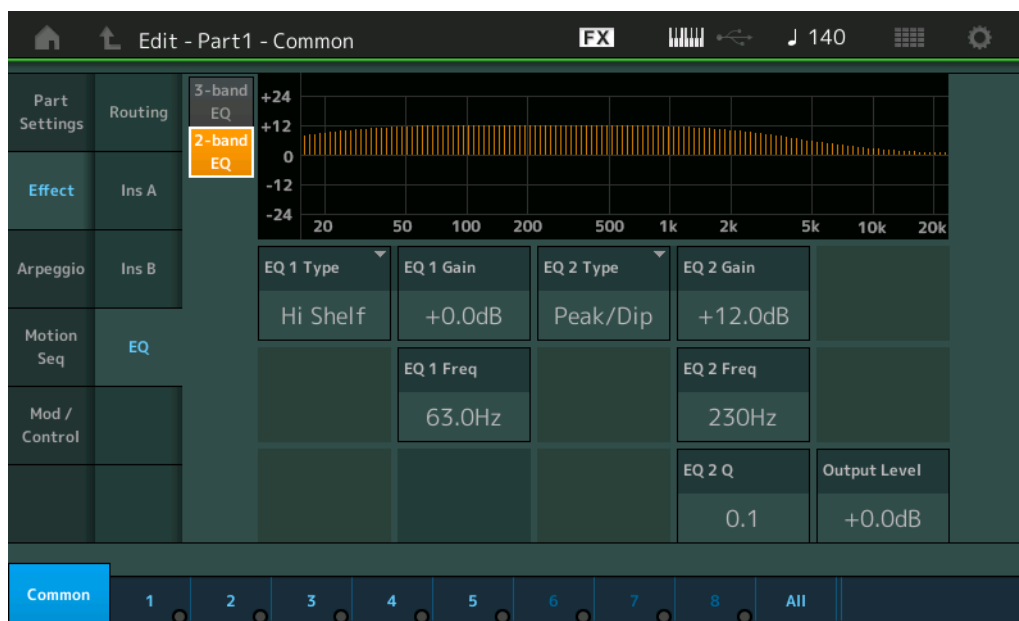 Edit - Part1 - Common
FX
♩ 140
Part
Settings
Effect
Arpeggio
Motion
Seq
Mod /
Control
Routing
Ins A
Ins B
EQ
3-band
EQ
2-band
EQ
+24
+12
0
-12
-24
20 50 100 200 500 1k 2k 5k 10k 20k
EQ 1 Type
Hi Shelf
EQ 1 Gain
+0.0dB
EQ 2 Type
Peak/Dip
EQ 2 Gain
+12.0dB
EQ 1 Freq
63.0Hz
EQ 2 Freq
230Hz
EQ 2 Q
0.1
Output Level
+0.0dB
Common 1 2 3 4 5 6 7 8 All